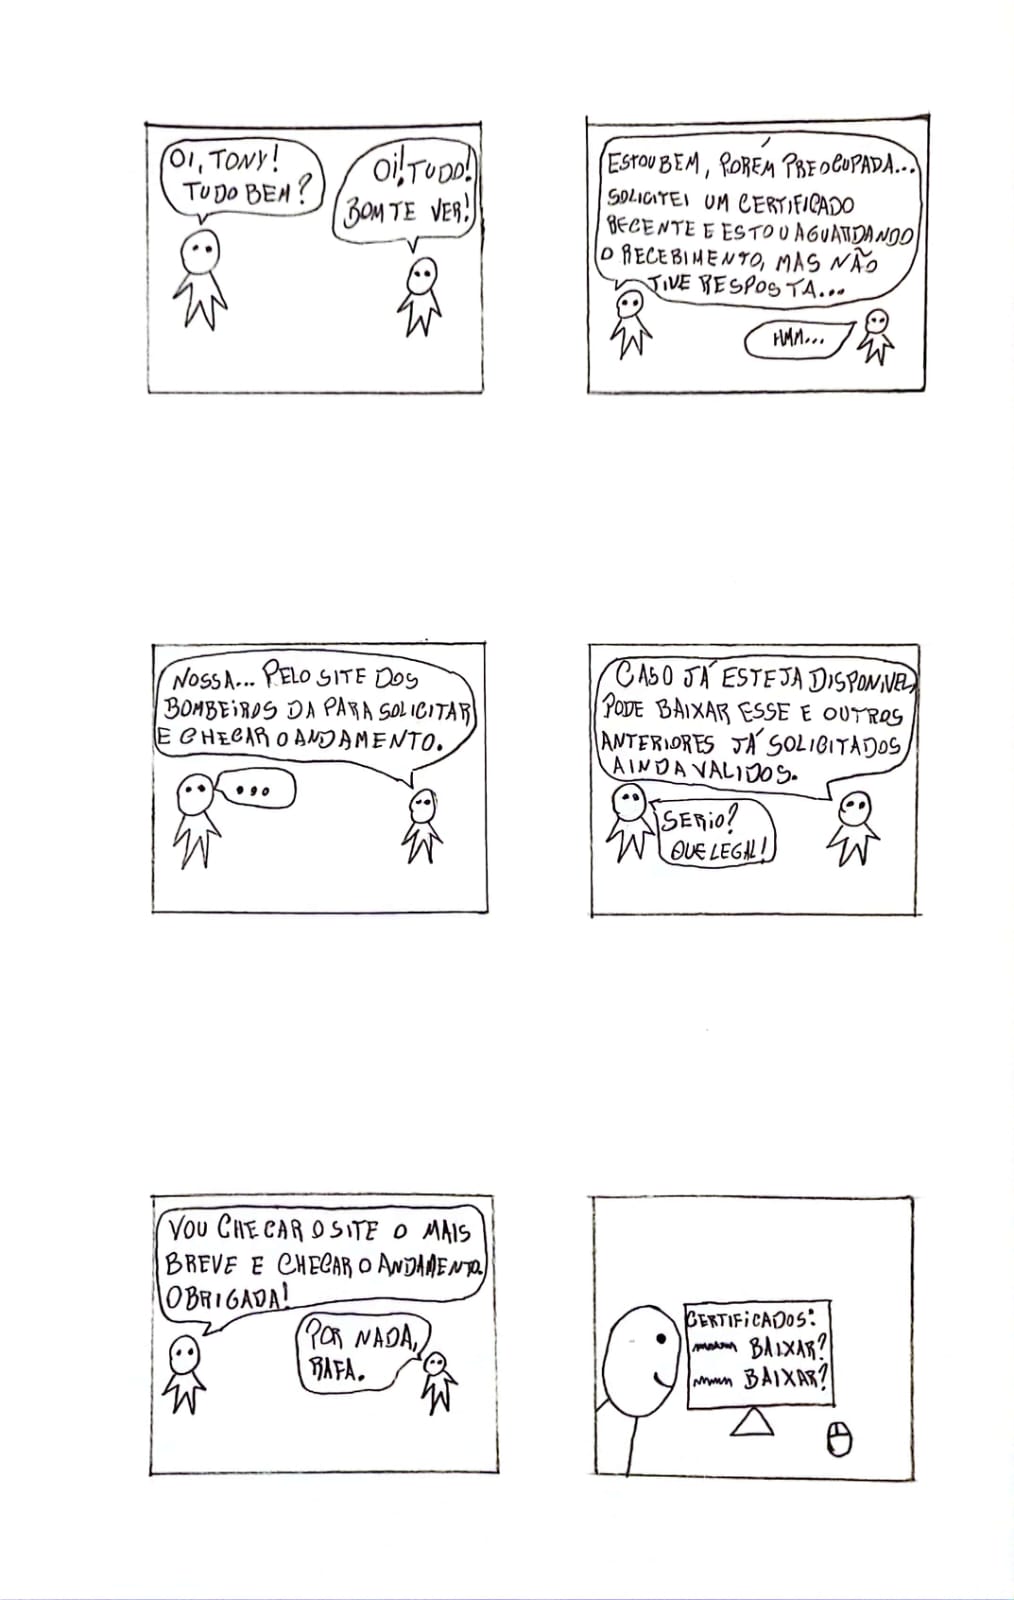 OI, TONY!
TUDO BEM?
OI! TUDO!
BOM TE VER!
ESTOU BEM, PORÉM PREOCUPADA...
SOLICITEI UM CERTIFICADO
RECENTE E ESTOU AGUARDANDO
O RECEBIMENTO, MAS NÃO
TIVE RESPOSTA...
HMM...
NOSSA... PELO SITE DOS
BOMBEIROS DA PARA SOLICITAR
E CHECAR O ANDAMENTO.
...
CASO JÁ ESTEJA DISPONIVEL,
PODE BAIXAR ESSE E OUTROS
ANTERIORES JÁ SOLICITADOS
AINDA VALIDOS.
SERIO?
QUE LEGAL!
VOU CHECAR O SITE O MAIS
BREVE E CHECAR O ANDAMENTO.
OBRIGADA!
POR NADA,
RAFA.
CERTIFICADOS:
BAIXAR?
BAIXAR?